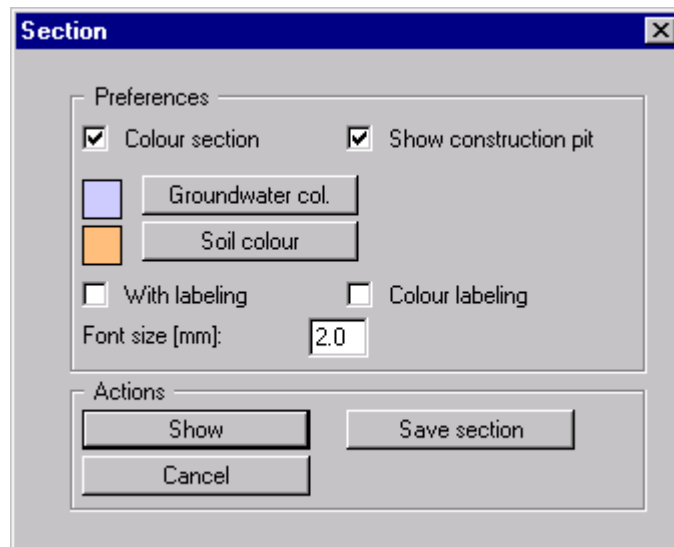 Section
Preferences
Colour section Show construction pit
Groundwater col.
Soil colour
With labeling Colour labeling
Font size [mm]: 2.0
Actions
Show Save section
Cancel